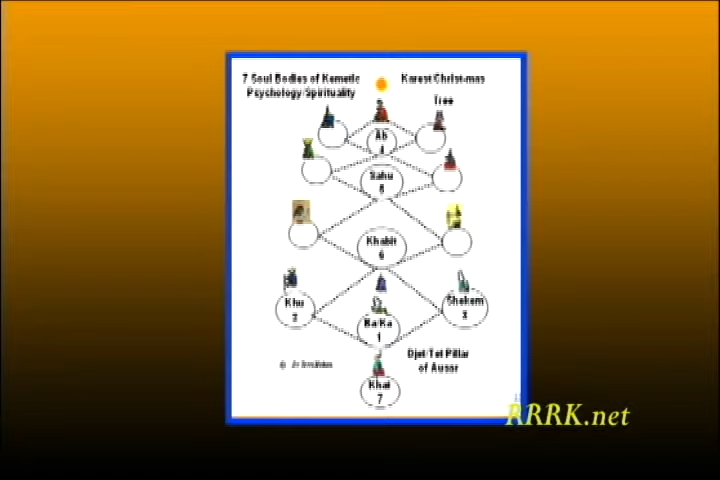 7 Soul Bodies of Kemetic
Psychology/Spirituality
Karast/Christ-mas
Tree
Ab
4
Sahu
5
Khabit
6
Khu
2
Shekem
3
Ba/Ka
1
Djet/Tet Pillar
of Ausar
Khat
7
RRRK.net